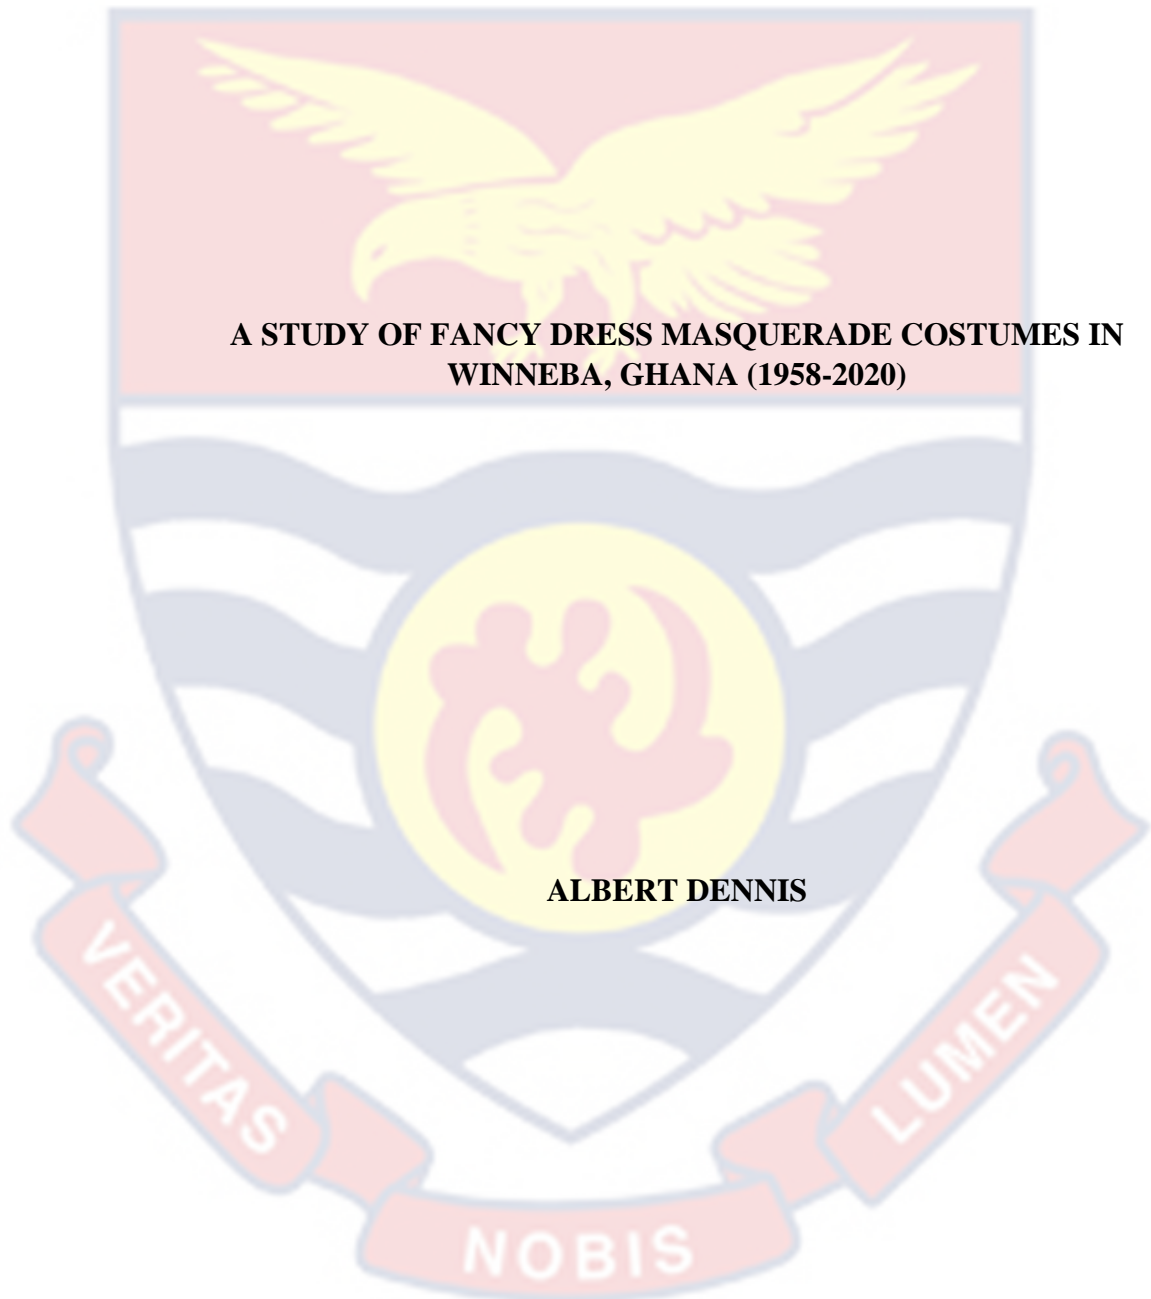 A STUDY OF FANCY DRESS MASQUERADE COSTUMES IN
WINNEBA, GHANA (1958-2020)
ALBERT DENNIS
VERITAS
NOBIS
LUMEN